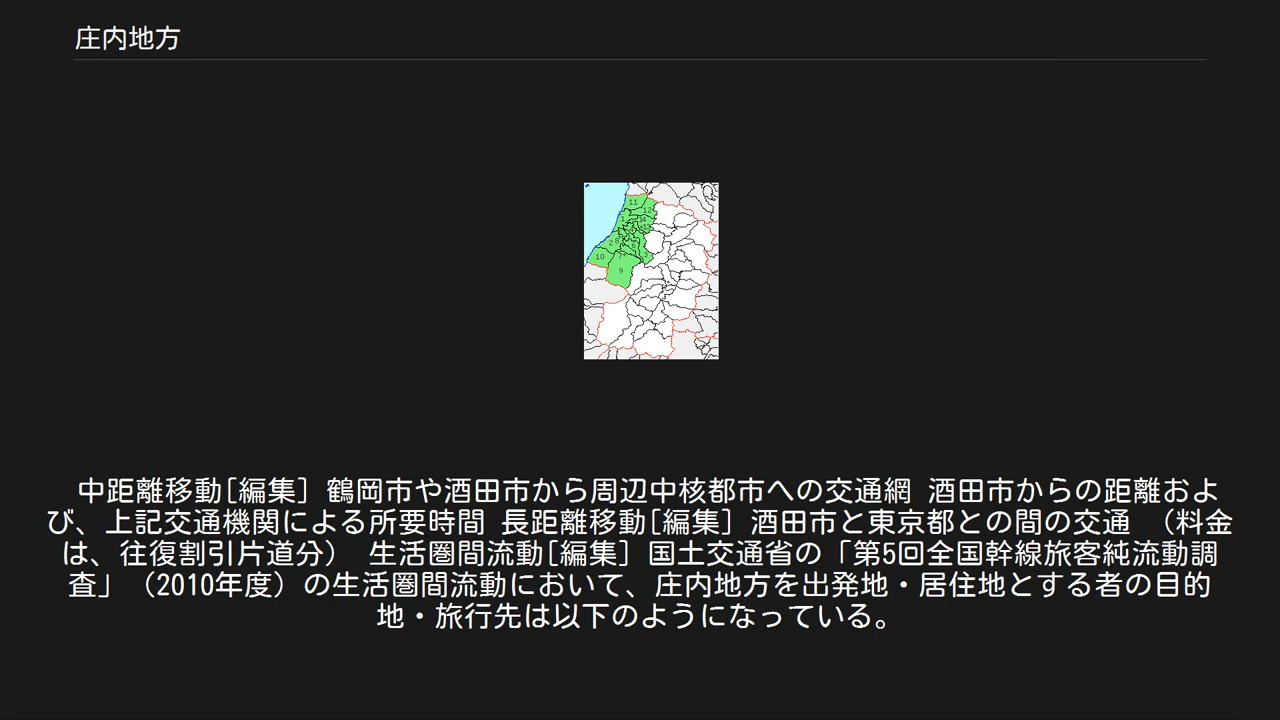 庄内地方
11
12
10
9
中距離移動[編集] 鶴岡市や酒田市から周辺中核都市への交通網 酒田市からの距離およ
び、上記交通機関による所要時間 長距離移動[編集] 酒田市と東京都との間の交通 （料金
は、往復割引片道分） 生活圏間流動[編集] 国土交通省の「第5回全国幹線旅客純流動調
査」（2010年度）の生活圏間流動において、庄内地方を出発地・居住地とする者の目的
地・旅行先は以下のようになっている。